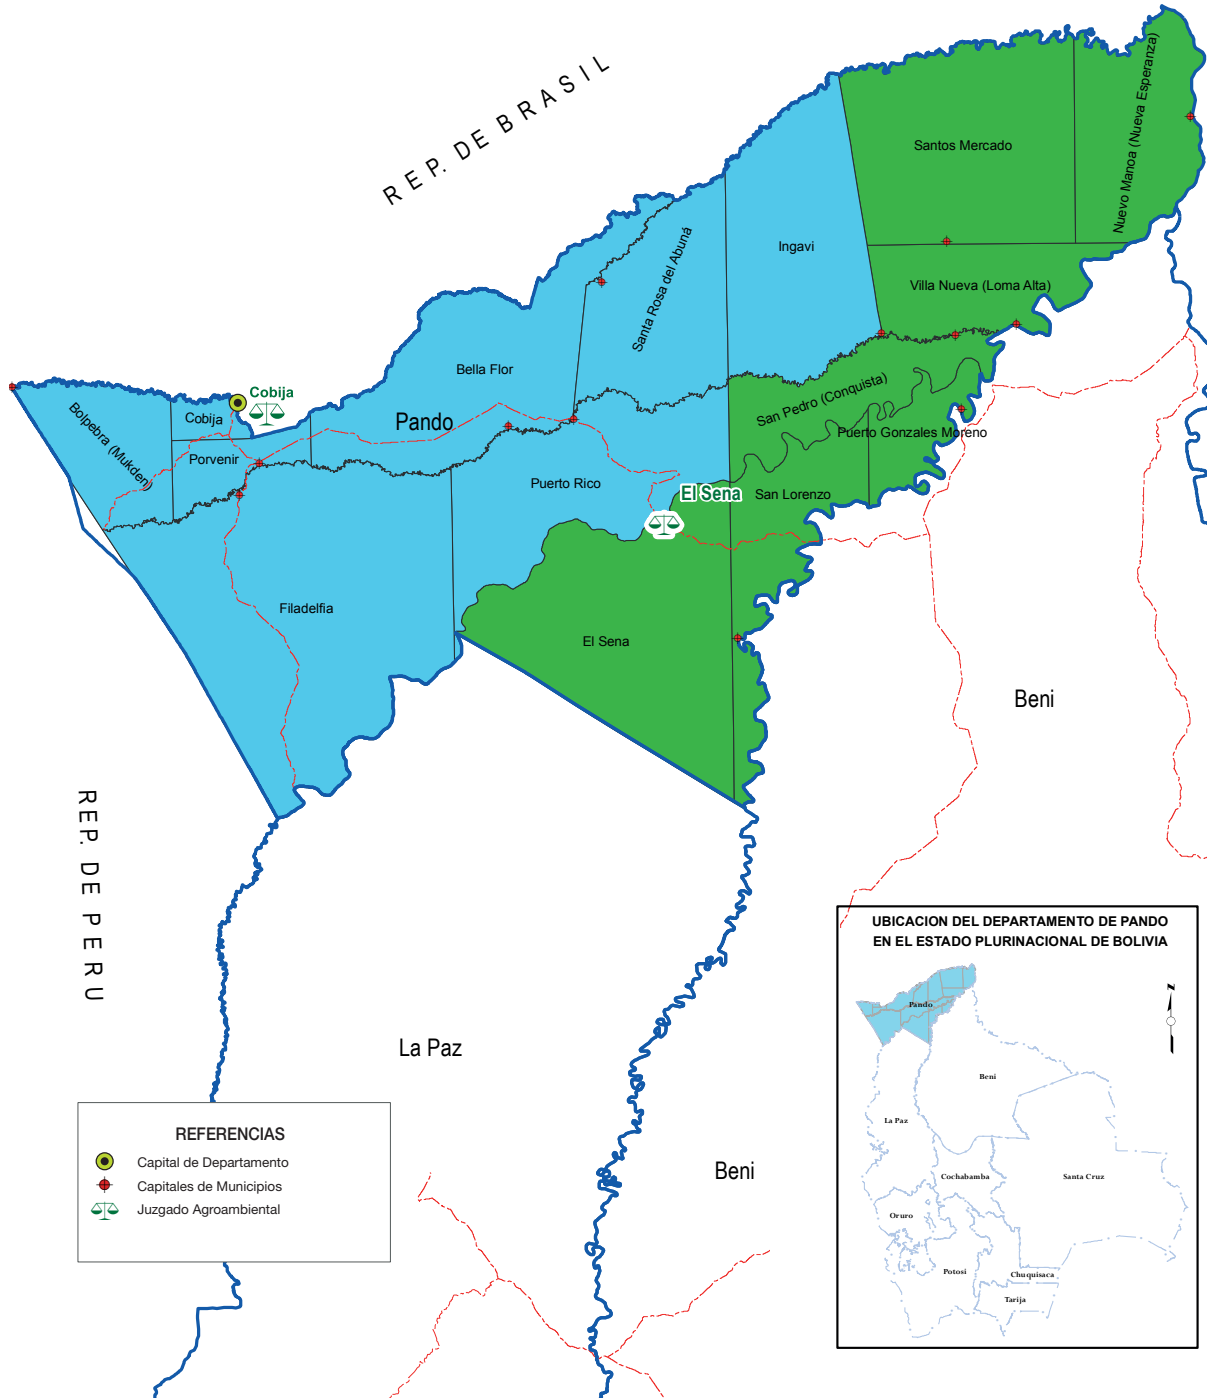 REP. DE BRASIL
Santos Mercado
Nuevo Manoa (Nueva Esperanza)
Ingavi
Santa Rosa del Abuná
Villa Nueva (Loma Alta)
Bella Flor
Cobija
Bolpebra (Mukden)
Cobija
Pando
San Pedro (Conquista)
Puerto Gonzales Moreno
Porvenir
Puerto Rico
El Sena
San Lorenzo
Filadelfia
El Sena
Beni
REP. DE PERU
La Paz
Beni
REFERENCIAS
Capital de Departamento
Capitales de Municipios
Juzgado Agroambiental
UBICACION DEL DEPARTAMENTO DE PANDO
EN EL ESTADO PLURINACIONAL DE BOLIVIA
N
Pando
Beni
La Paz
Cochabamba
Santa Cruz
Oruro
Potosi
Chuquisaca
Tarija